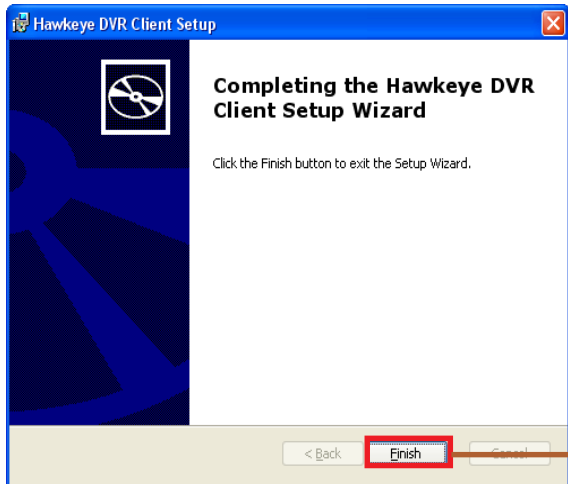 Hawkeye DVR Client Setup
Completing the Hawkeye DVR
Client Setup Wizard
Click the Finish button to exit the Setup Wizard.
< Back Finish Cancel